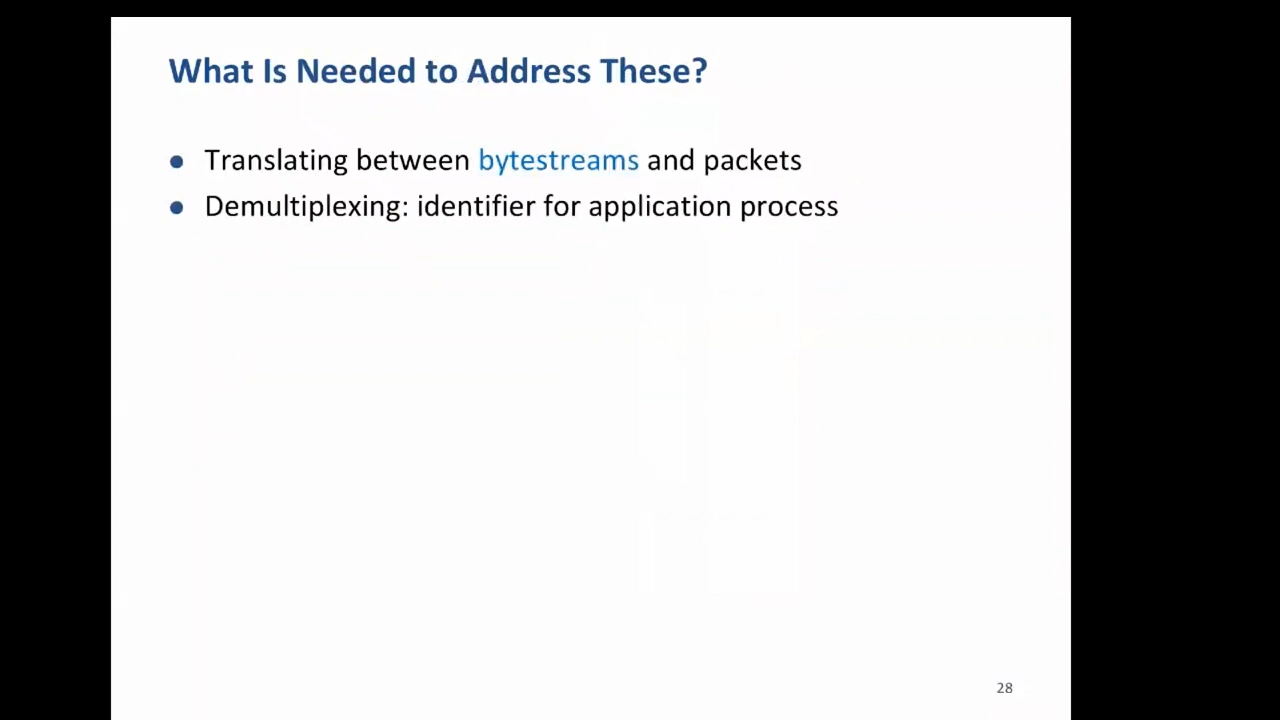 What Is Needed to Address These?
● Translating between bytestreams and packets
● Demultiplexing: identifier for application process
28